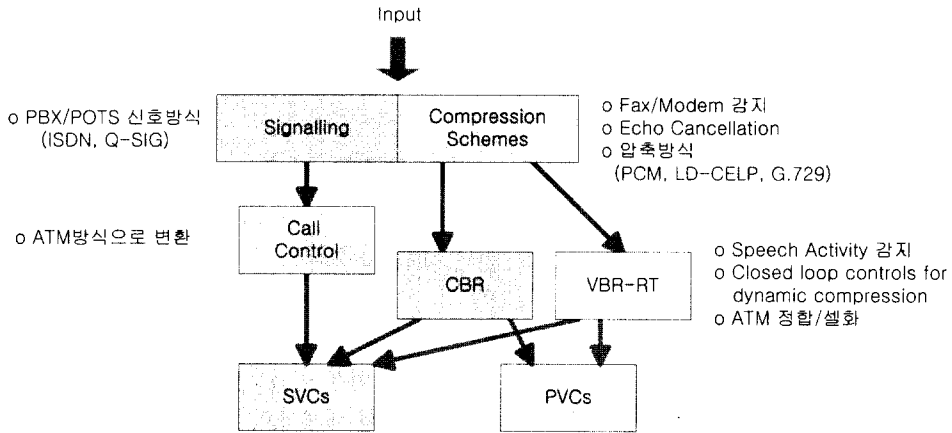 Input
o PBX/POTS 신호방식
(ISDN, Q-SIG)
Signalling
Compression
Schemes
o Fax/Modem 감지
o Echo Cancellation
o 압축방식
(PCM, LD-CELP, G.729)
o ATM방식으로 변환
Call
Control
CBR
VBR-RT
o Speech Activity 감지
o Closed loop controls for
dynamic compression
o ATM 정합/셀화
SVCs
PVCs